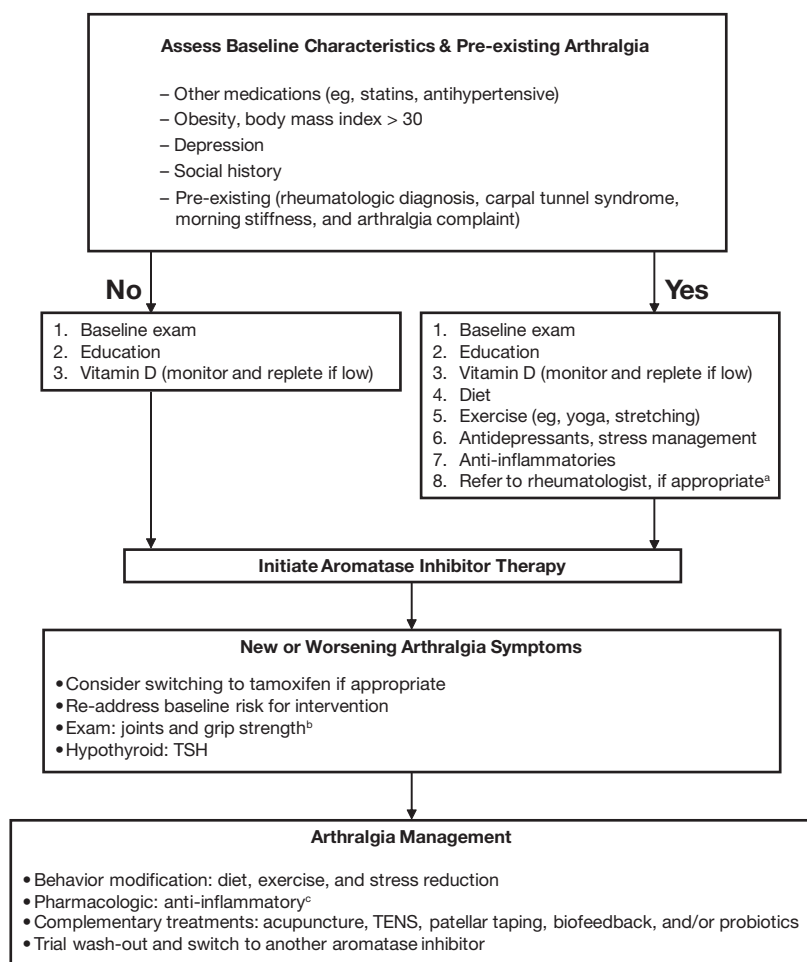 Assess Baseline Characteristics & Pre-existing Arthralgia
– Other medications (eg, statins, antihypertensive)
– Obesity, body mass index > 30
– Depression
– Social history
– Pre-existing (rheumatologic diagnosis, carpal tunnel syndrome,
morning stiffness, and arthralgia complaint)
No
1. Baseline exam
2. Education
3. Vitamin D (monitor and replete if low)
Yes
1. Baseline exam
2. Education
3. Vitamin D (monitor and replete if low)
4. Diet
5. Exercise (eg, yoga, stretching)
6. Antidepressants, stress management
7. Anti-inflammatories
8. Refer to rheumatologist, if appropriateᵃ
Initiate Aromatase Inhibitor Therapy
New or Worsening Arthralgia Symptoms
• Consider switching to tamoxifen if appropriate
• Re-address baseline risk for intervention
• Exam: joints and grip strengthᵇ
• Hypothyroid: TSH
Arthralgia Management
• Behavior modification: diet, exercise, and stress reduction
• Pharmacologic: anti-inflammatoryᶜ
• Complementary treatments: acupuncture, TENS, patellar taping, biofeedback, and/or probiotics
• Trial wash-out and switch to another aromatase inhibitor